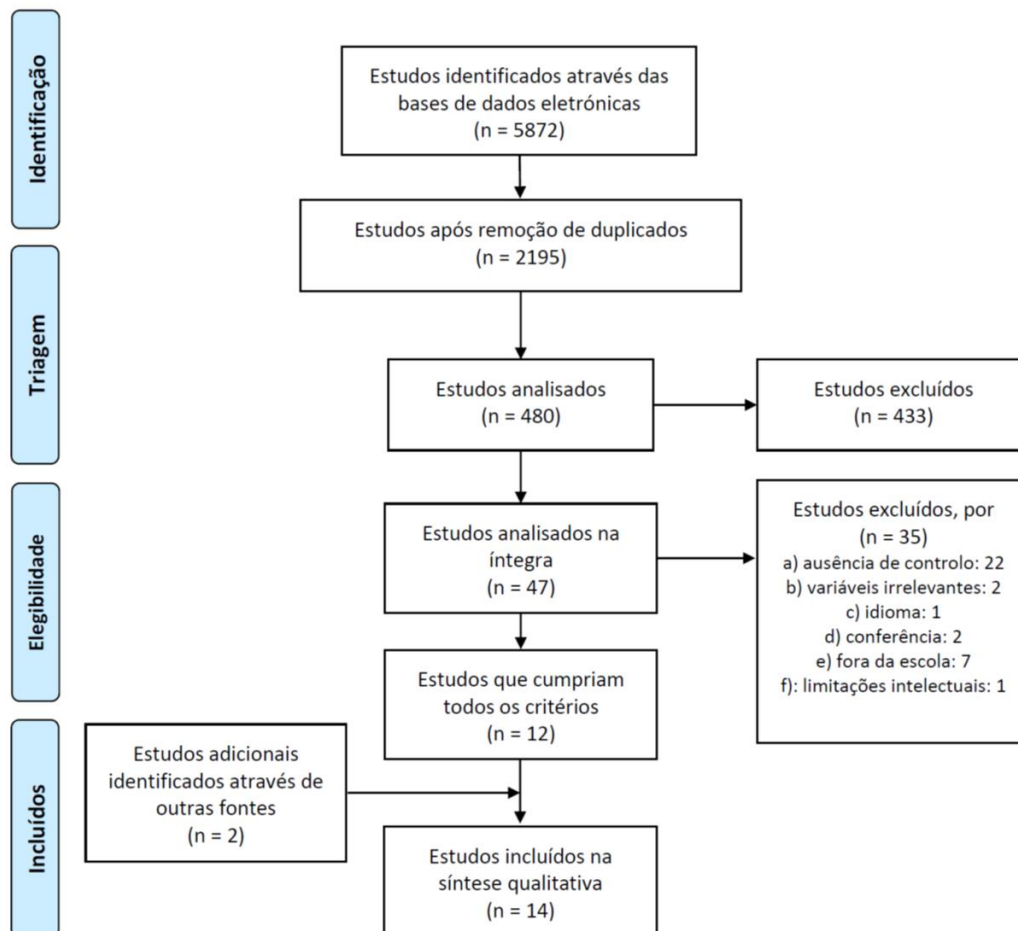 Identificação
Estudos identificados através das
bases de dados eletrónicas
(n = 5872)
Estudos após remoção de duplicados
(n = 2195)
Triagem
Estudos analisados
(n = 480)
Estudos excluídos
(n = 433)
Elegibilidade
Estudos analisados na
íntegra
(n = 47)
Estudos excluídos, por
(n = 35)
a) ausência de controlo: 22
b) variáveis irrelevantes: 2
c) idioma: 1
d) conferência: 2
e) fora da escola: 7
f): limitações intelectuais: 1
Estudos que cumpriam
todos os critérios
(n = 12)
Incluídos
Estudos adicionais
identificados através de
outras fontes
(n = 2)
Estudos incluídos na
síntese qualitativa
(n = 14)